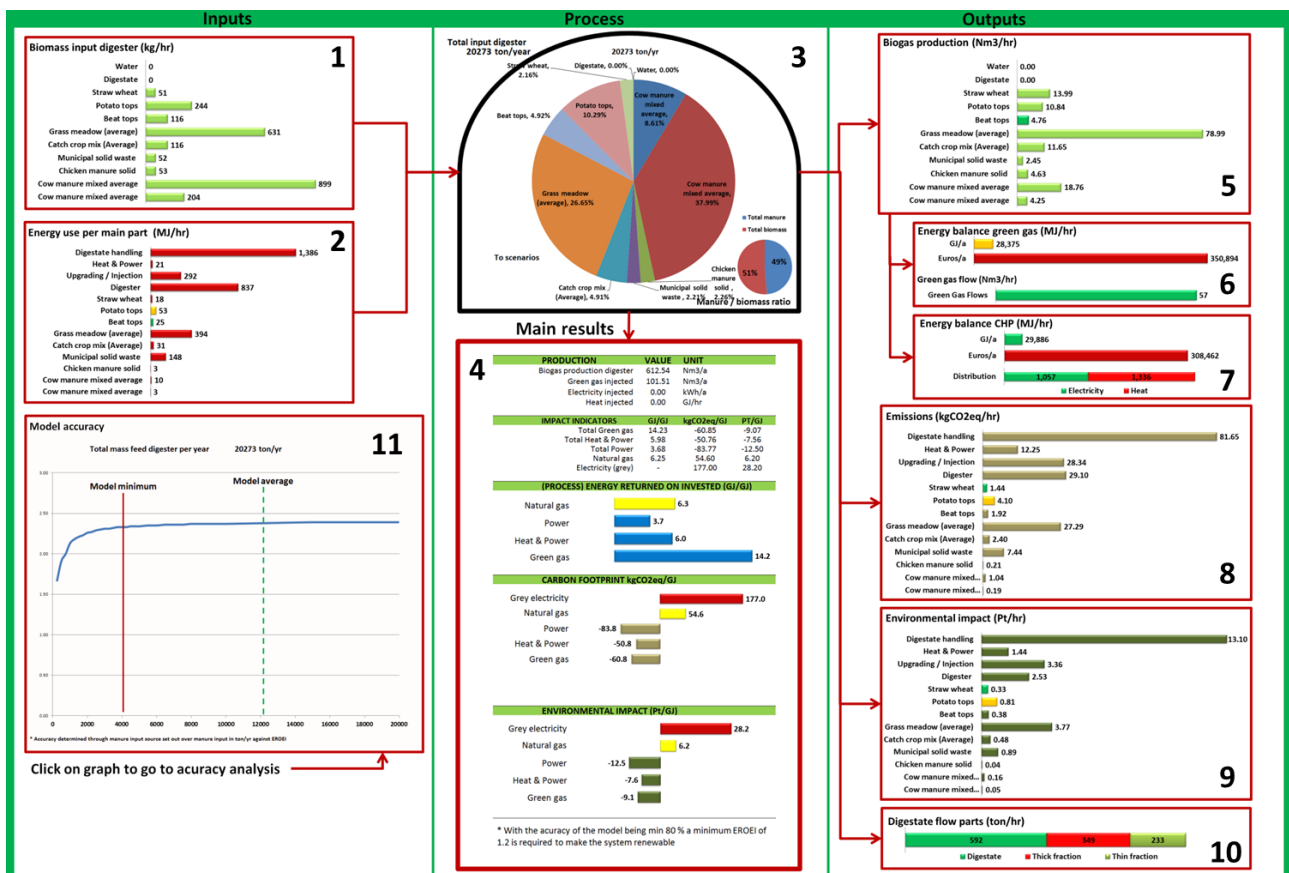 Inputs
Process
Outputs
Biomass input digester (kg/hr)
1
Water 0
Digestate 0
Straw wheat 51
Potato tops 244
Beat tops 116
Grass meadow (average) 631
Catch crop mix (Average) 116
Municipal solid waste 52
Chicken manure solid 53
Cow manure mixed average 899
Cow manure mixed average 204
Energy use per main part (MJ/hr)
2
Digestate handling 1,386
Heat & Power 21
Upgrading / Injection 292
Digester 837
Straw wheat 18
Potato tops 53
Beat tops 25
Grass meadow (average) 394
Catch crop mix (Average) 31
Municipal solid waste 148
Chicken manure solid 3
Cow manure mixed average 10
Cow manure mixed average 3
Model accuracy
11
Total mass feed digester per year 20273 ton/yr
Model minimum
Model average
3.00
2.50
2.00
1.50
1.00
0.50
0.00
0 2000 4000 6000 8000 10000 12000 14000 16000 18000 20000
* Accuracy determined through manure input source set out over manure input in ton/yr against EROEI
Click on graph to go to acuracy analysis
Total input digester
20273 ton/year
20273 ton/yr
3
Straw wheat,
2.16%
Digestate, 0.00%
Water, 0.00%
Cow manure
mixed
average,
8.61%
Potato tops,
10.29%
Beat tops, 4.92%
Grass meadow
(average), 26.65%
Cow manure
mixed average,
37.99%
To scenarios
Catch crop mix
(Average), 4.91%
Municipal solid
waste , 2.21%
Chicken
manure
solid ,
2.26%
Total manure
Total biomass
51%
49%
Manure / biomass ratio
Main results
4
PRODUCTION VALUE UNIT
Biogas production digester 612.54 Nm3/a
Green gas injected 101.51 Nm3/a
Electricity injected 0.00 kWh/a
Heat injected 0.00 GJ/hr
IMPACT INDICATORS GJ/GJ kgCO2eq/GJ PT/GJ
Total Green gas 14.23 -60.85 -9.07
Total Heat & Power 5.98 -50.76 -7.56
Total Power 3.68 -83.77 -12.50
Natural gas 6.25 54.60 6.20
Electricity (grey) - 177.00 28.20
(PROCESS) ENERGY RETURNED ON INVESTED (GJ/GJ)
Natural gas 6.3
Power 3.7
Heat & Power 6.0
Green gas 14.2
CARBON FOOTPRINT kgCO2eq/GJ
Grey electricity 177.0
Natural gas 54.6
Power -83.8
Heat & Power -50.8
Green gas -60.8
ENVIRONMENTAL IMPACT (Pt/GJ)
Grey electricity 28.2
Natural gas 6.2
Power -12.5
Heat & Power -7.6
Green gas -9.1
* With the acuracy of the model being min 80 % a minimum EROEI of
1.2 is required to make the system renewable
Biogas production (Nm3/hr)
5
Water 0.00
Digestate 0.00
Straw wheat 13.99
Potato tops 10.84
Beat tops 4.76
Grass meadow (average) 78.99
Catch crop mix (Average) 11.65
Municipal solid waste 2.45
Chicken manure solid 4.63
Cow manure mixed average 18.76
Cow manure mixed average 4.25
Energy balance green gas (MJ/hr)
GJ/a 28,375
Euros/a 350,894
6
Green gas flow (Nm3/hr)
Green Gas Flows 57
Energy balance CHP (MJ/hr)
GJ/a 29,886
Euros/a 308,462
7
Distribution 1,057 1,336
Electricity Heat
Emissions (kgCO2eq/hr)
8
Digestate handling 81.65
Heat & Power 12.25
Upgrading / Injection 28.34
Digester 29.10
Straw wheat 1.44
Potato tops 4.10
Beat tops 1.92
Grass meadow (average) 27.29
Catch crop mix (Average) 2.40
Municipal solid waste 7.44
Chicken manure solid 0.21
Cow manure mixed... 1.04
Cow manure mixed... 0.19
Environmental impact (Pt/hr)
9
Digestate handling 13.10
Heat & Power 1.44
Upgrading / Injection 3.36
Digester 2.53
Straw wheat 0.33
Potato tops 0.81
Beat tops 0.38
Grass meadow (average) 3.77
Catch crop mix (Average) 0.48
Municipal solid waste 0.89
Chicken manure solid 0.04
Cow manure mixed... 0.16
Cow manure mixed... 0.05
Digestate flow parts (ton/hr)
592 349 233
Digestate Thick fraction Thin fraction
10